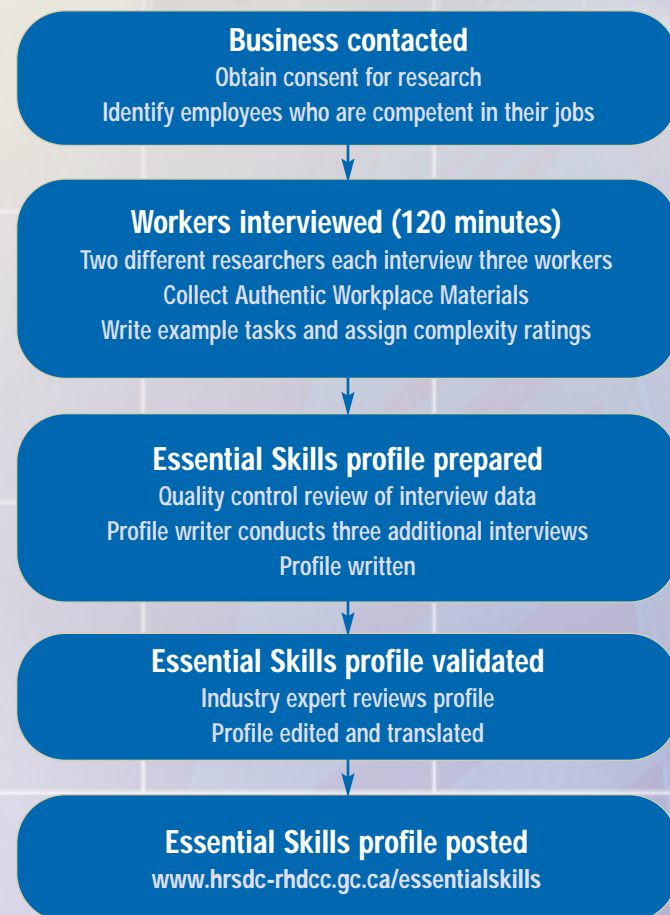 Business contacted
Obtain consent for research
Identify employees who are competent in their jobs
Workers interviewed (120 minutes)
Two different researchers each interview three workers
Collect Authentic Workplace Materials
Write example tasks and assign complexity ratings
Essential Skills profile prepared
Quality control review of interview data
Profile writer conducts three additional interviews
Profile written
Essential Skills profile validated
Industry expert reviews profile
Profile edited and translated
Essential Skills profile posted
www.hrsdc-rhdcc.gc.ca/essentialskills